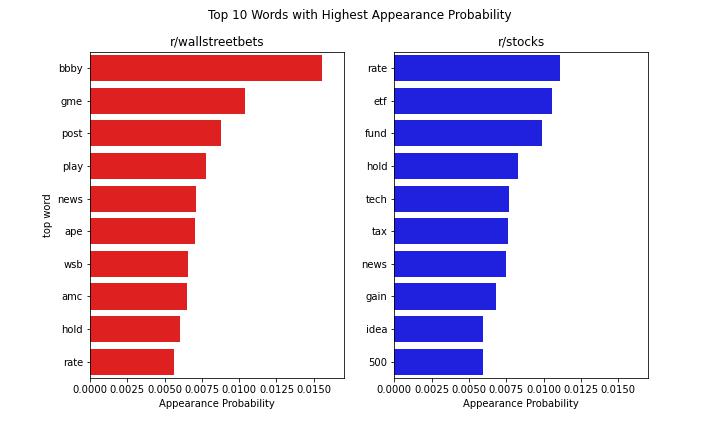 Top 10 Words with Highest Appearance Probability
r/wallstreetbets
bbby
gme
post
play
news
ape
wsb
amc
hold
rate
top word
0.0000 0.0025 0.0050 0.0075 0.0100 0.0125 0.0150
Appearance Probability
r/stocks
rate
etf
fund
hold
tech
tax
news
gain
idea
500
0.0000 0.0025 0.0050 0.0075 0.0100 0.0125 0.0150
Appearance Probability